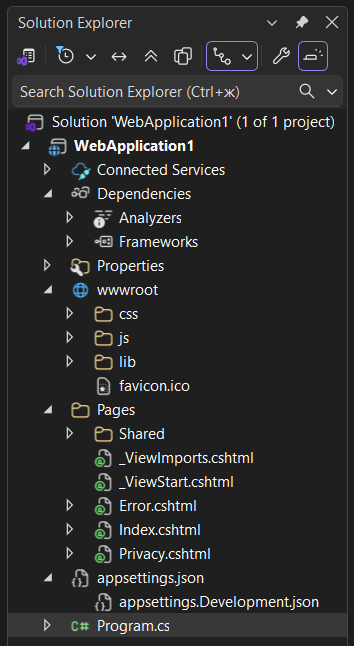 Solution Explorer
Search Solution Explorer (Ctrl+ж)
Solution 'WebApplication1' (1 of 1 project)
WebApplication1
Connected Services
Dependencies
Analyzers
Frameworks
Properties
wwwroot
css
js
lib
favicon.ico
Pages
Shared
_ViewImports.cshtml
_ViewStart.cshtml
Error.cshtml
Index.cshtml
Privacy.cshtml
appsettings.json
appsettings.Development.json
C# Program.cs